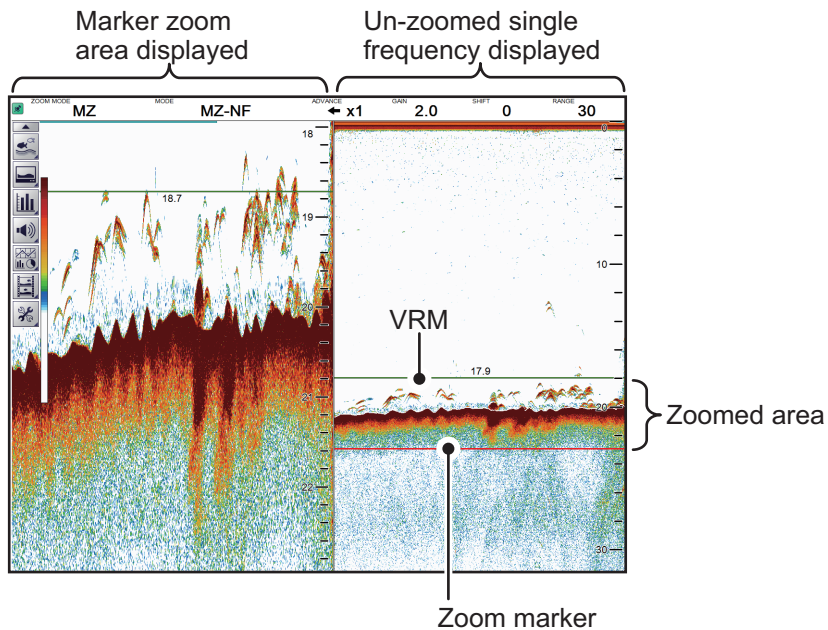 Marker zoom
area displayed
Un-zoomed single
frequency displayed
ZOOM MODE MZ MODE MZ-NF ADVANCE x1 GAIN 2.0 SHIFT 0 RANGE 30
18
0
18.7
19
10
20
VRM
17.9
20
Zoomed area
21
22
30
Zoom marker